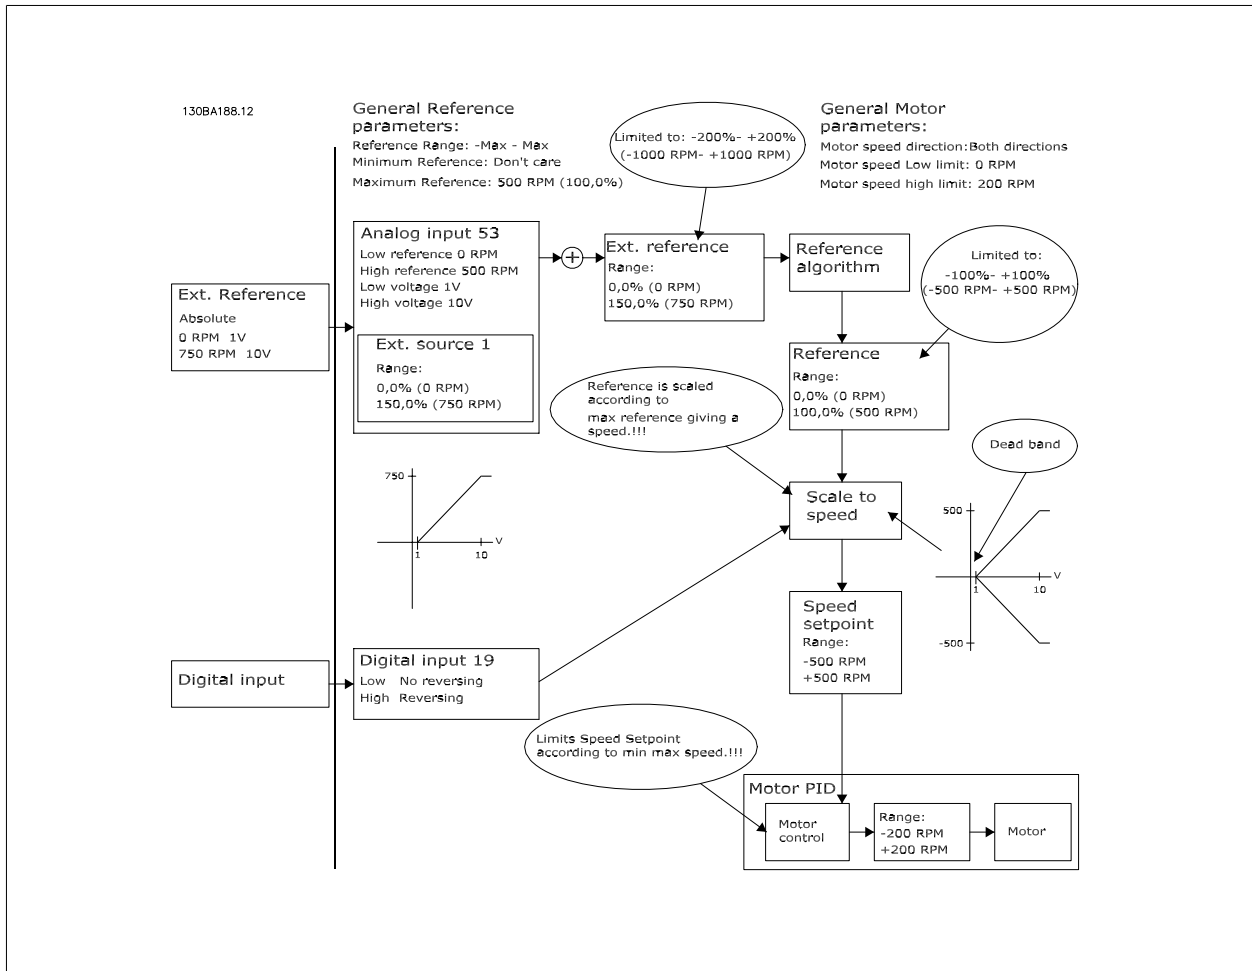 130BA188.12
General Reference
parameters:
Reference Range: -Max - Max
Minimum Reference: Don't care
Maximum Reference: 500 RPM (100,0%)
Limited to: -200%- +200%
(-1000 RPM- +1000 RPM)
General Motor
parameters:
Motor speed direction:Both directions
Motor speed Low limit: 0 RPM
Motor speed high limit: 200 RPM
Ext. Reference
Absolute
0 RPM 1V
750 RPM 10V
Analog input 53
Low reference 0 RPM
High reference 500 RPM
Low voltage 1V
High voltage 10V
Ext. source 1
Range:
0,0% (0 RPM)
150,0% (750 RPM)
+
Ext. reference
Range:
0,0% (0 RPM)
150,0% (750 RPM)
Reference
algorithm
Limited to:
-100%- +100%
(-500 RPM- +500 RPM)
Reference
Range:
0,0% (0 RPM)
100,0% (500 RPM)
Reference is scaled
according to
max reference giving a
speed.!!!
Dead band
750
1
10
V
Scale to
speed
500
1
10
V
-500
Speed
setpoint
Range:
-500 RPM
+500 RPM
Digital input
Digital input 19
Low No reversing
High Reversing
Limits Speed Setpoint
according to min max speed.!!!
Motor PID
Motor
control
Range:
-200 RPM
+200 RPM
Motor